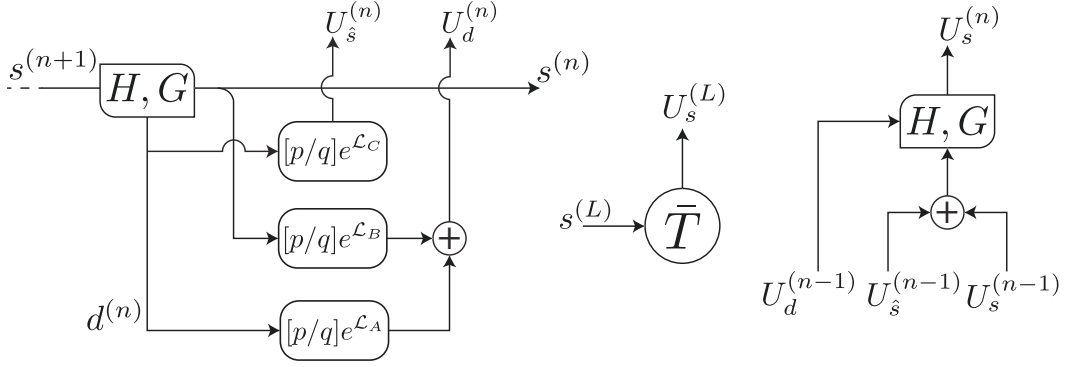 U_ŝ^(n)
U_d^(n)
s^(n+1)
H, G
s^(n)
[p/q]e^{ℒ_C}
[p/q]e^{ℒ_B}
+
d^(n)
[p/q]e^{ℒ_A}
U_s^(L)
s^(L)
T̄
U_s^(n)
H, G
+
U_d^(n−1) U_ŝ^(n−1) U_s^(n−1)